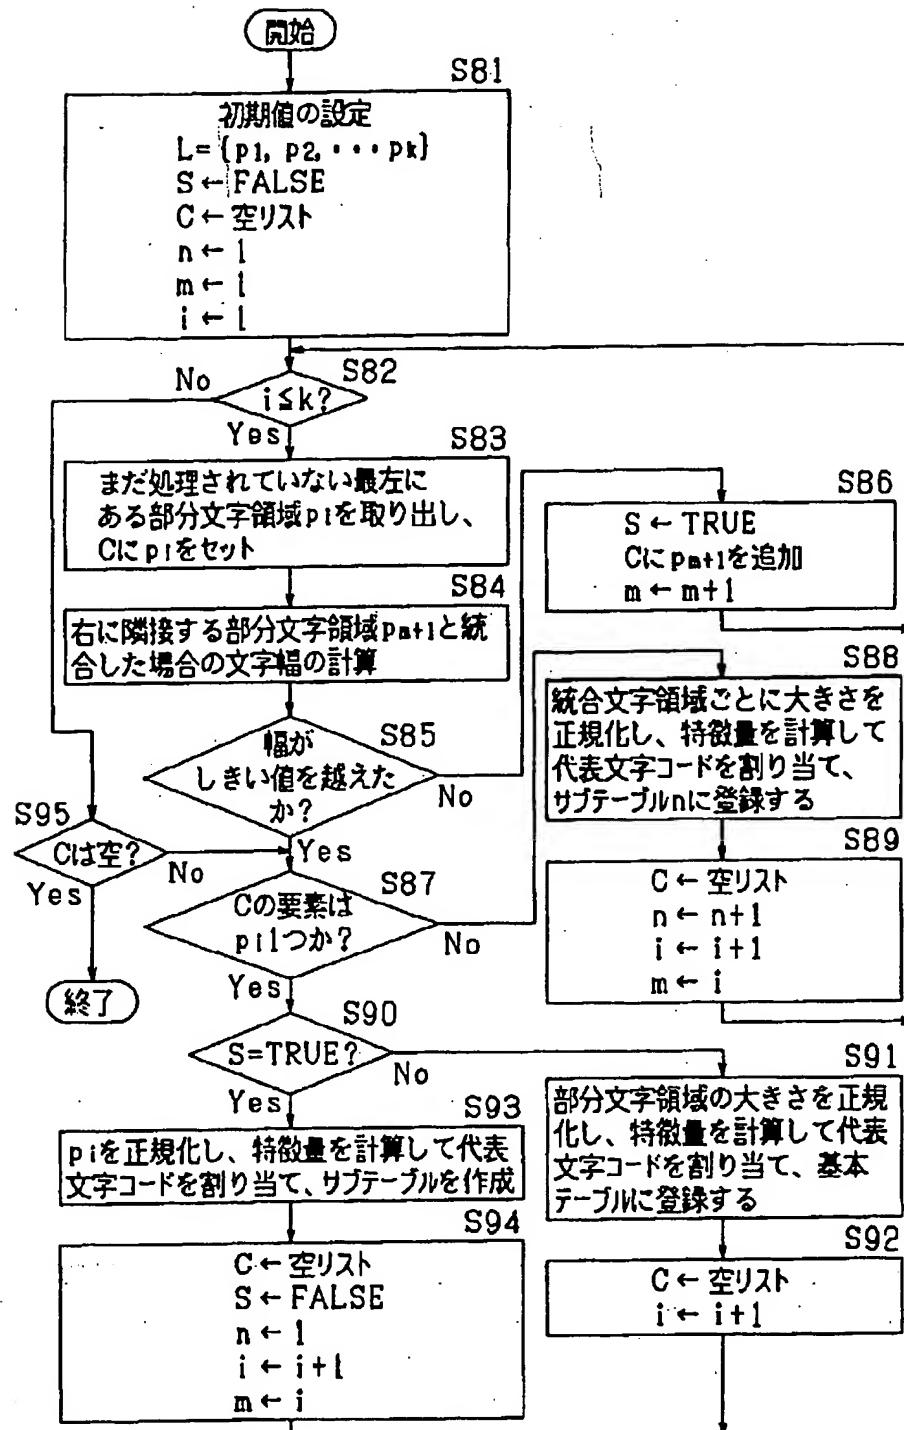 開始
S81
初期値の設定
L={p1, p2, ・・・ pk}
S ← FALSE
C ← 空リスト
n ← 1
m ← 1
i ← 1
S82
No
i≦k?
Yes
S83
まだ処理されていない最左に
ある部分文字領域piを取り出し、
Cにpiをセット
S84
右に隣接する部分文字領域pm+1と統
合した場合の文字幅の計算
S85
幅が
しきい値を越えた
か?
No
Yes
S86
S ← TRUE
Cにpm+1を追加
m ← m+1
S88
統合文字領域ごとに大きさを
正規化し、特徴量を計算して
代表文字コードを割り当て、
サブテーブルnに登録する
S89
C ← 空リスト
n ← n+1
i ← i+1
m ← i
S95
Cは空?
No
Yes
終了
S87
Cの要素は
pi1つか?
No
Yes
S90
S=TRUE?
No
Yes
S91
部分文字領域の大きさを正規
化し、特徴量を計算して代表
文字コードを割り当て、基本
テーブルに登録する
S92
C ← 空リスト
i ← i+1
S93
piを正規化し、特徴量を計算して代表
文字コードを割り当て、サブテーブルを作成
S94
C ← 空リスト
S ← FALSE
n ← 1
i ← i+1
m ← i